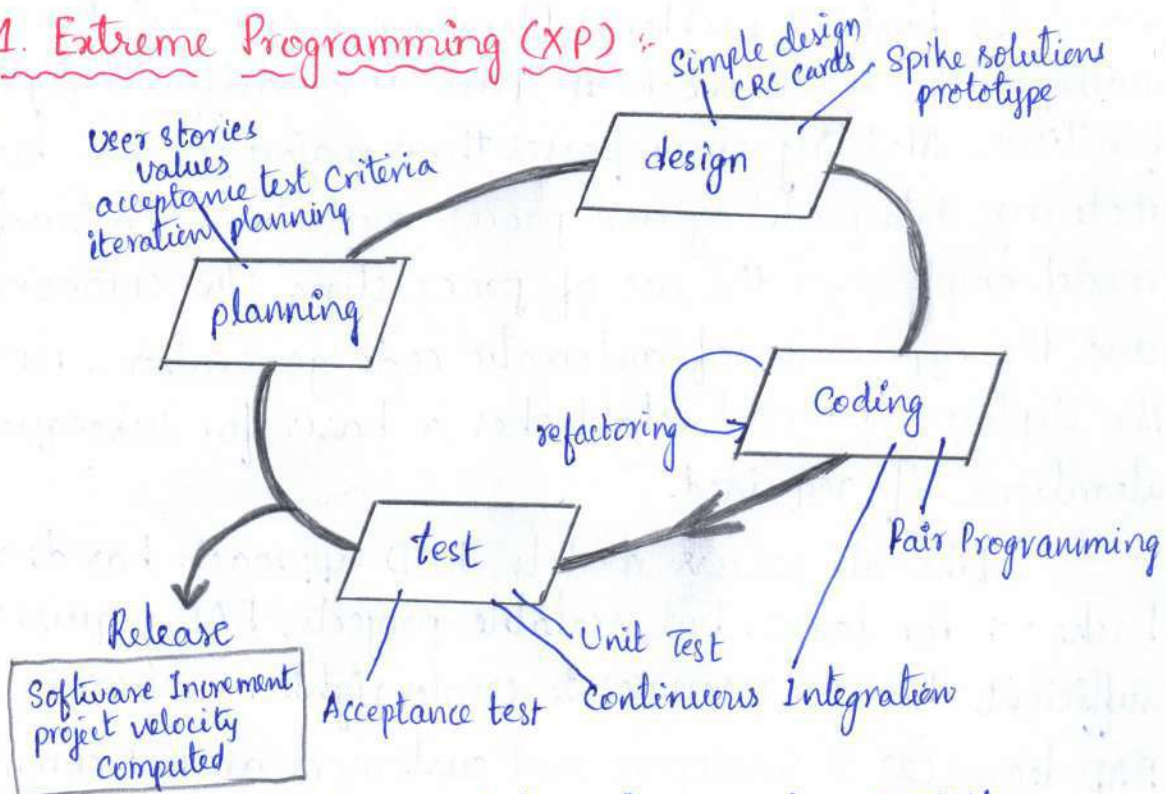 1. Extreme Programming (XP) :-
User stories
values
acceptance test Criteria
iteration planning
Simple design
CRC cards
Spike solutions
prototype
design
planning
refactoring
Coding
test
Pair Programming
Release
Unit Test
Acceptance test
Continuous Integration
Software Increment
project velocity
Computed